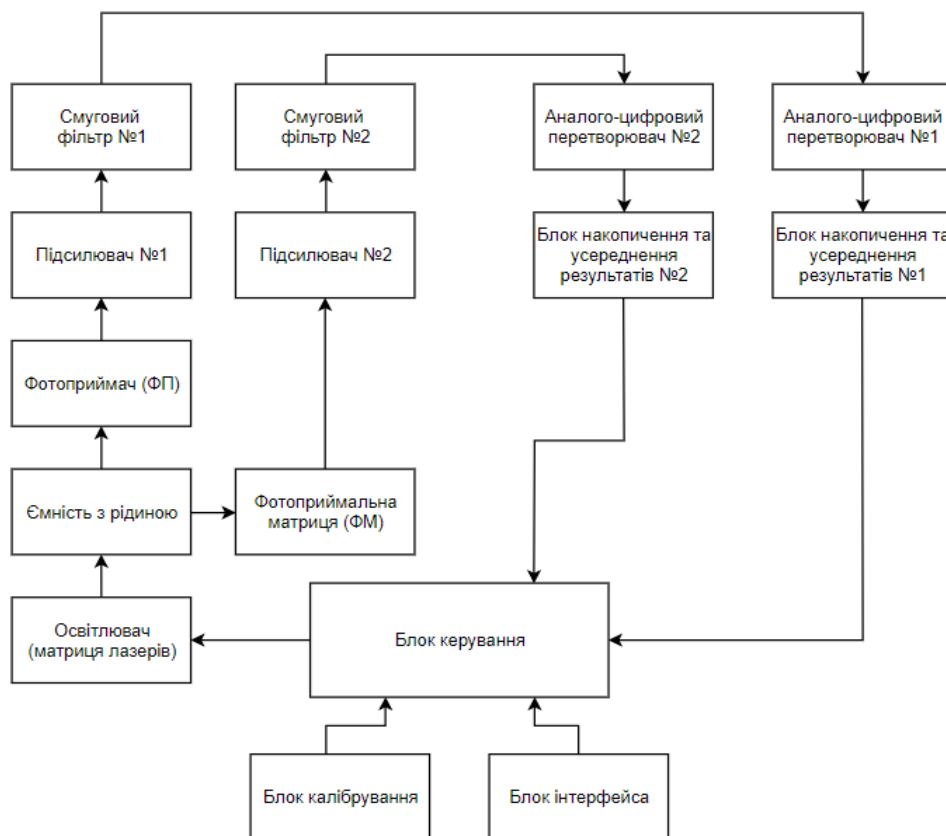 Смуговий
фільтр №1
Смуговий
фільтр №2
Аналого-цифровий
перетворювач №2
Аналого-цифровий
перетворювач №1
Підсилювач №1
Підсилювач №2
Блок накопичення та
усереднення
результатів №2
Блок накопичення та
усереднення
результатів №1
Фотоприймач (ФП)
Ємність з рідиною
Фотоприймальна
матриця (ФМ)
Освітлювач
(матриця лазерів)
Блок керування
Блок калібрування
Блок інтерфейса